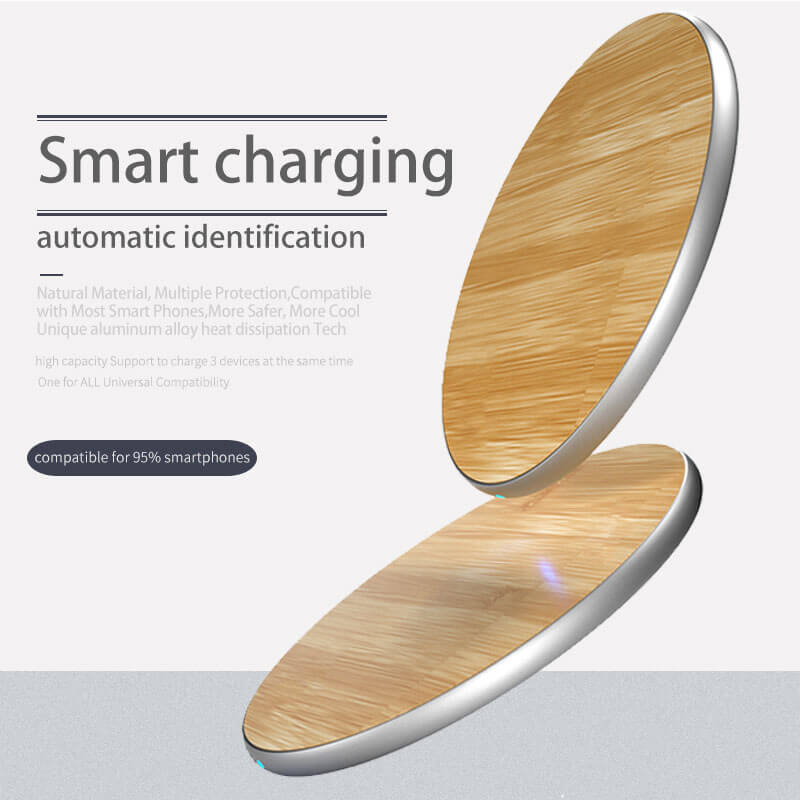 Smart charging
automatic identification
Natural Material, Multiple Protection,Compatible
with Most Smart Phones,More Safer, More Cool
Unique aluminum alloy heat dissipation Tech
high capacity Support to charge 3 devices at the same time
One for ALL Universal Compatibility
compatible for 95% smartphones